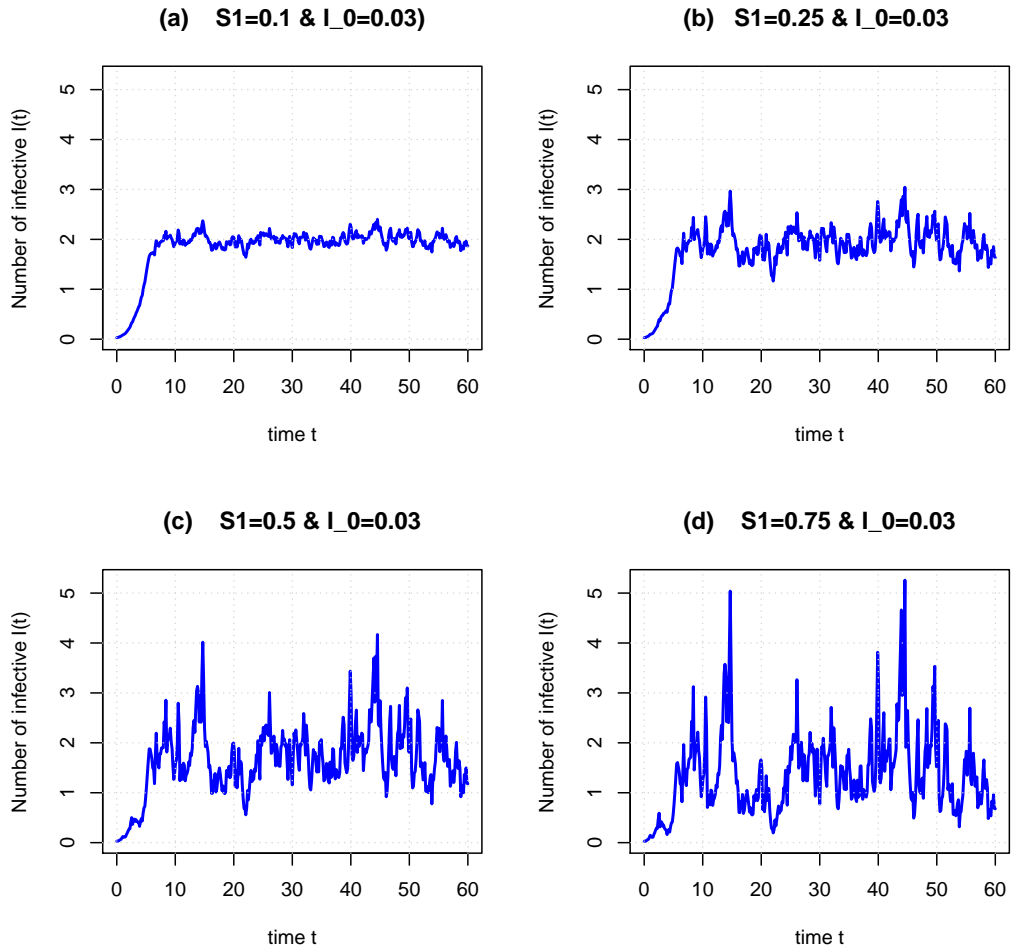 (a) S1=0.1 & I_0=0.03)
Number of infective I(t)
5
4
3
2
1
0
0 10 20 30 40 50 60
time t
(b) S1=0.25 & I_0=0.03
Number of infective I(t)
5
4
3
2
1
0
0 10 20 30 40 50 60
time t
(c) S1=0.5 & I_0=0.03
Number of infective I(t)
5
4
3
2
1
0
0 10 20 30 40 50 60
time t
(d) S1=0.75 & I_0=0.03
Number of infective I(t)
5
4
3
2
1
0
0 10 20 30 40 50 60
time t